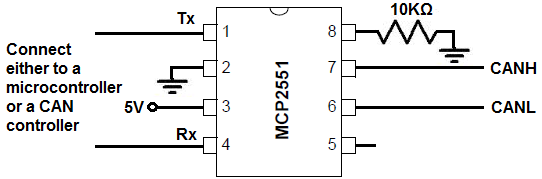 10KΩ
Tx
1
8
Connect
either to a
microcontroller
or a CAN
controller
2
7
CANH
MCP2551
5V
3
6
CANL
Rx
4
5